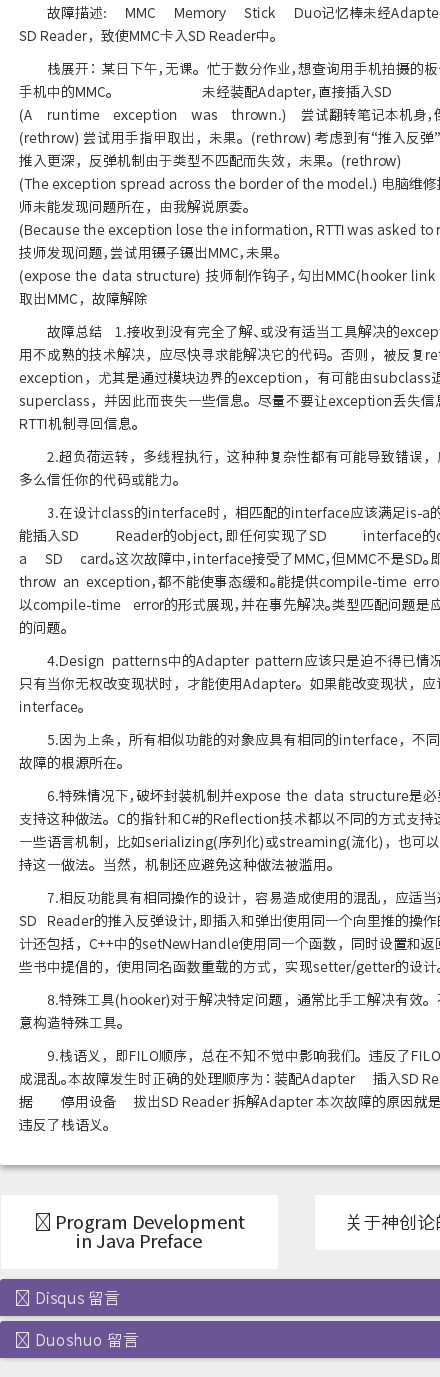 故障描述: MMC Memory Stick Duo记忆棒未经Adapte
SD Reader，致使MMC卡入SD Reader中。
栈展开：某日下午,无课。忙于数分作业,想查询用手机拍摄的板
手机中的MMC。 未经装配Adapter,直接插入SD
(A runtime exception was thrown.) 尝试翻转笔记本机身,
(rethrow) 尝试用手指甲取出，未果。(rethrow) 考虑到有“推入反弹”
推入更深，反弹机制由于类型不匹配而失效，未果。(rethrow)
(The exception spread across the border of the model.) 电脑维修
师未能发现问题所在，由我解说原委。
(Because the exception lose the information, RTTI was asked to
技师发现问题,尝试用镊子镊出MMC,未果。
(expose the data structure) 技师制作钩子,勾出MMC(hooker link
取出MMC，故障解除
故障总结 1.接收到没有完全了解、或没有适当工具解决的excep
用不成熟的技术解决，应尽快寻求能解决它的代码。否则，被反复ret
exception，尤其是通过模块边界的exception，有可能由subclass退
superclass，并因此而丧失一些信息。尽量不要让exception丢失信
RTTI机制寻回信息。
2.超负荷运转，多线程执行，这种种复杂性都有可能导致错误，
多么信任你的代码或能力。
3.在设计class的interface时，相匹配的interface应该满足is-a的
能插入SD Reader的object,即任何实现了SD interface的
a SD card。这次故障中,interface接受了MMC,但MMC不是SD。即
throw an exception,都不能使事态缓和。能提供compile-time erro
以compile-time error的形式展现,并在事先解决。类型匹配问题是应
的问题。
4.Design patterns中的Adapter pattern应该只是迫不得已情
只有当你无权改变现状时，才能使用Adapter。如果能改变现状，应
interface。
5.因为上条，所有相似功能的对象应具有相同的interface，不同
故障的根源所在。
6.特殊情况下,破坏封装机制并expose the data structure是必
支持这种做法。C的指针和C#的Reflection技术都以不同的方式支持
一些语言机制，比如serializing(序列化)或streaming(流化)，也可以
持这一做法。当然，机制还应避免这种做法被滥用。
7.相反功能具有相同操作的设计，容易造成使用的混乱，应适当
SD Reader的推入反弹设计,即插入和弹出使用同一个向里推的操作
计还包括，C++中的setNewHandle使用同一个函数，同时设置和返
些书中提倡的，使用同名函数重载的方式，实现setter/getter的设计。
8.特殊工具(hooker)对于解决特定问题，通常比手工解决有效。
意构造特殊工具。
9.栈语义，即FILO顺序，总在不知不觉中影响我们。违反了FILO
成混乱。本故障发生时正确的处理顺序为：装配Adapter 插入SD Re
据 停用设备 拔出SD Reader 拆解Adapter 本次故障的原因就是
违反了栈语义。
Program Development
in Java Preface
关于神创论的
Disqus 留言
Duoshuo 留言